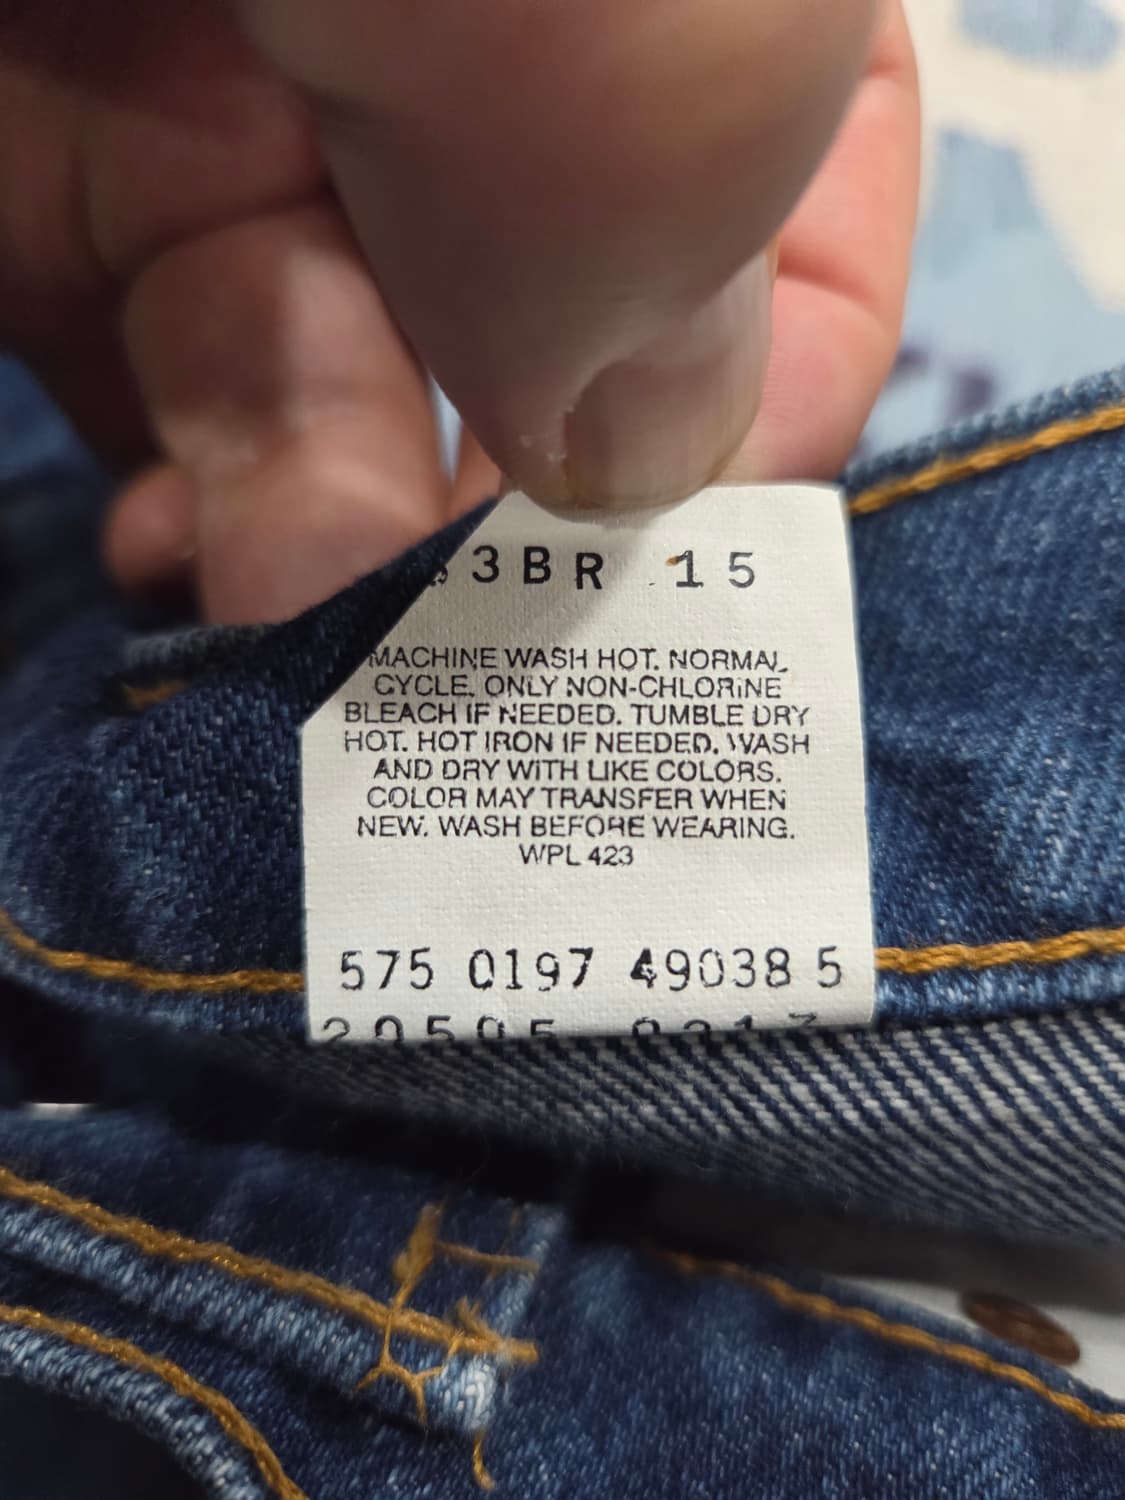 3BR 15
MACHINE WASH HOT. NORMAL
CYCLE. ONLY NON-CHLORINE
BLEACH IF NEEDED. TUMBLE DRY
HOT. HOT IRON IF NEEDED. WASH
AND DRY WITH LIKE COLORS.
COLOR MAY TRANSFER WHEN
NEW. WASH BEFORE WEARING.
WPL 423
575 0197 49038 5